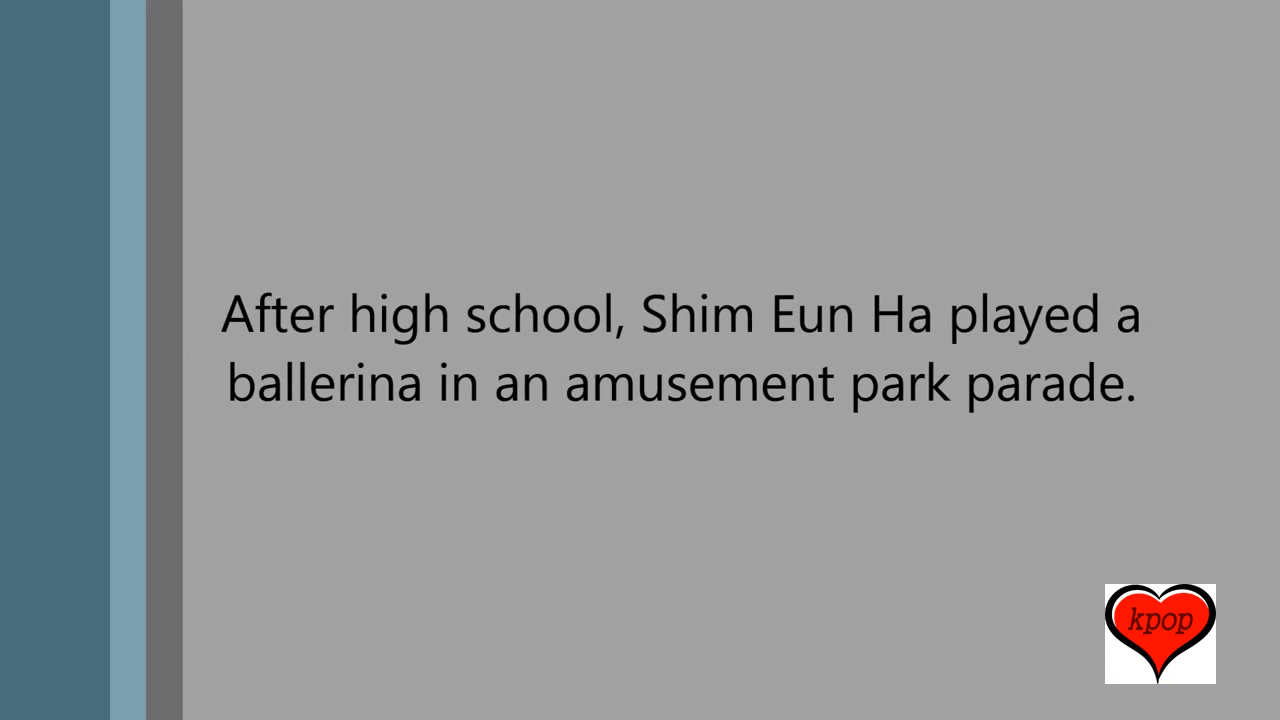 After high school, Shim Eun Ha played a
ballerina in an amusement park parade.
kpop